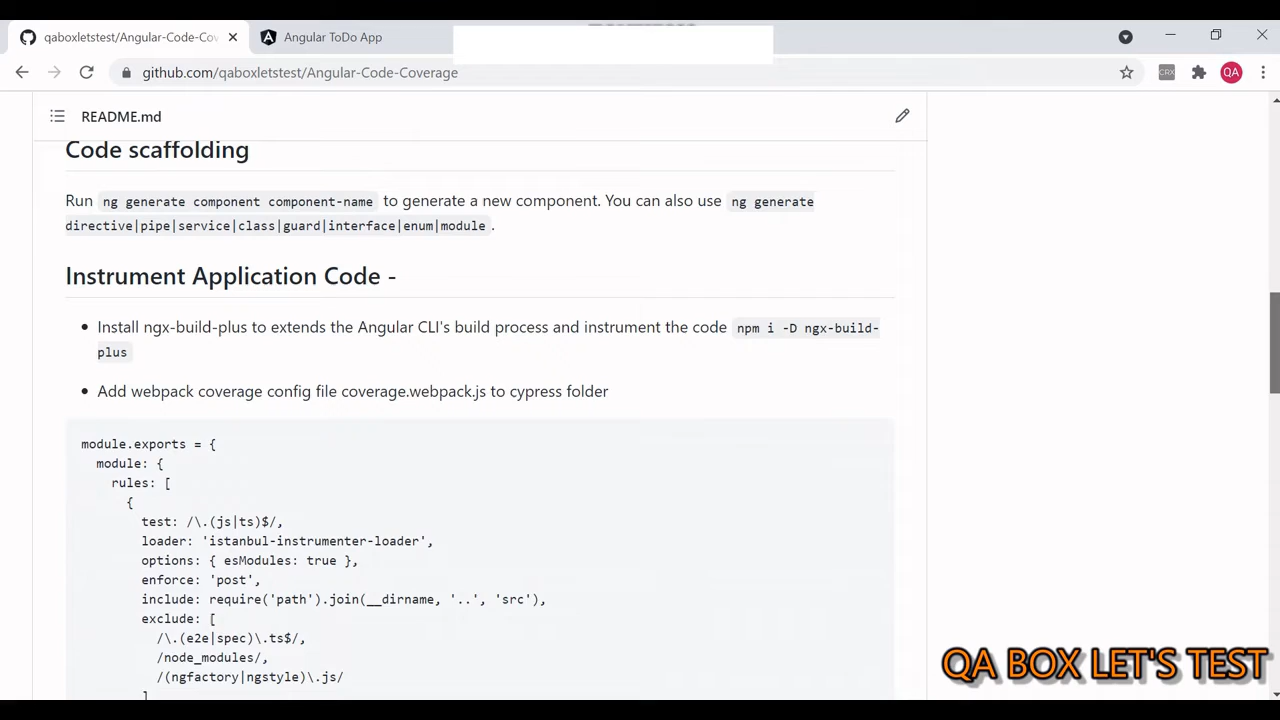 qaboxletstest/Angular-Code-Cov
Angular ToDo App
github.com/qaboxletstest/Angular-Code-Coverage
CRX
QA
README.md
Code scaffolding
Run ng generate component component-name to generate a new component. You can also use ng generate
directive|pipe|service|class|guard|interface|enum|module .
Instrument Application Code -
Install ngx-build-plus to extends the Angular CLI's build process and instrument the code npm i -D ngx-build-
plus
Add webpack coverage config file coverage.webpack.js to cypress folder
module.exports = {
module: {
rules: [
{
test: /\.(js|ts)$/,
loader: 'istanbul-instrumenter-loader',
options: { esModules: true },
enforce: 'post',
include: require('path').join(__dirname, '..', 'src'),
exclude: [
/\.(e2e|spec)\.ts$/,
/node_modules/,
/(ngfactory|ngstyle)\.js/
]
QA BOX LET'S TEST